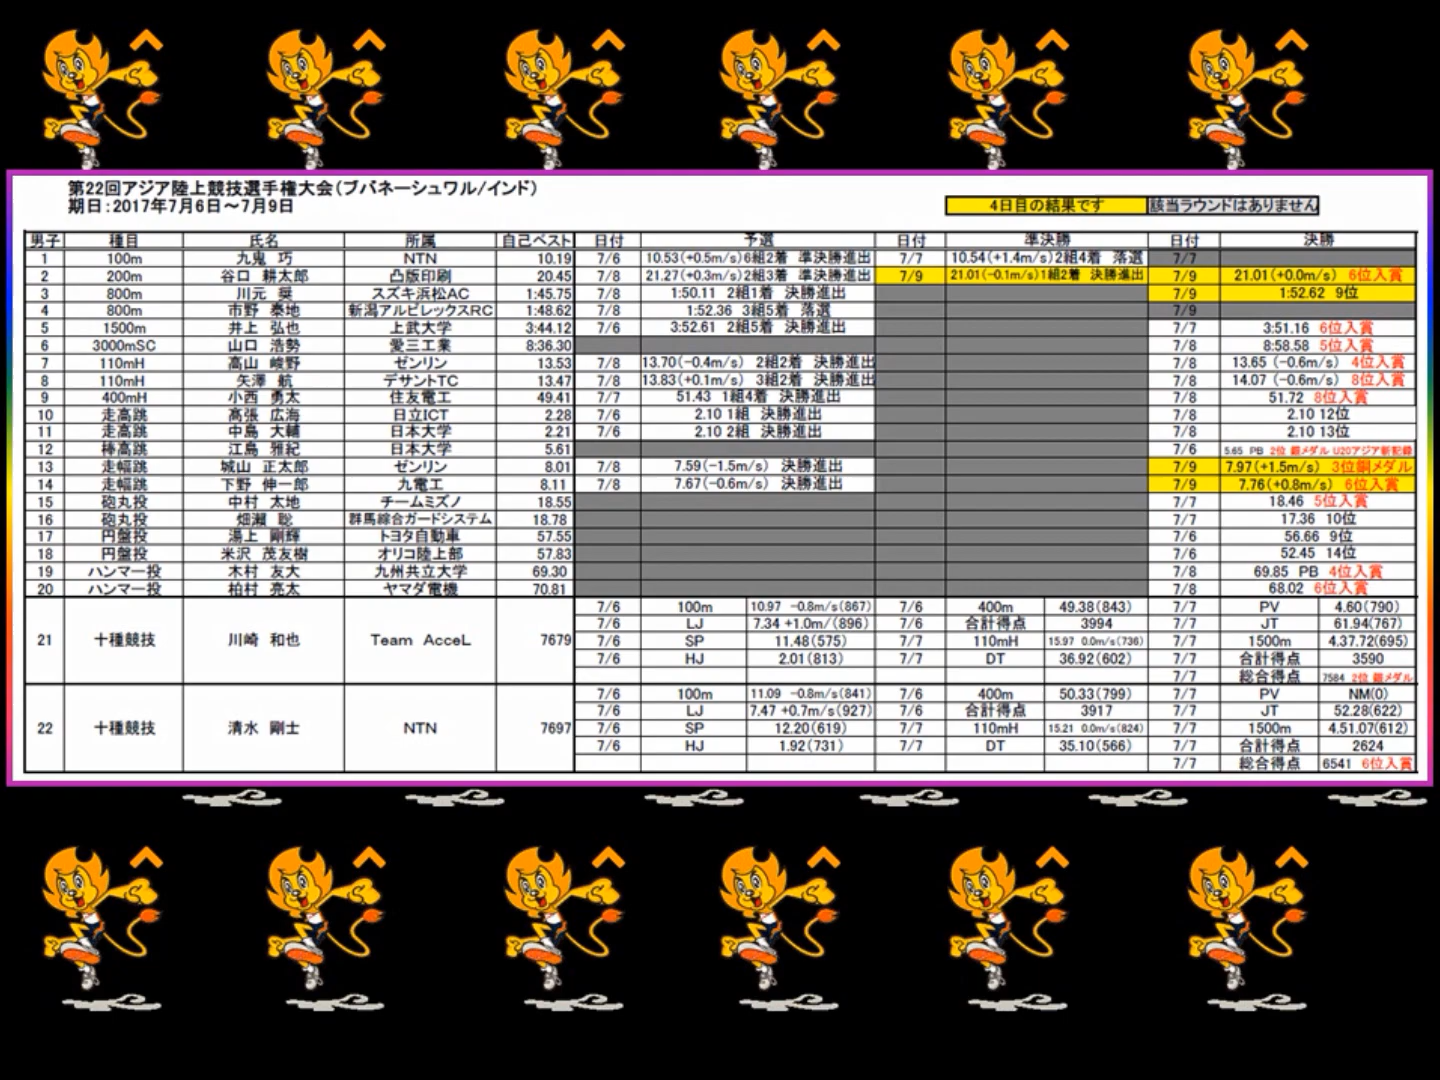 第22回アジア陸上競技選手権大会(ブバネーシュワル/インド)
期日:2017年7月6日～7月9日
4日目の結果です 該当ラウンドはありません
男子 種目 氏名 所属 自己ベスト 日付 予選 日付 準決勝 日付 決勝
1 100m 九鬼 巧 NTN 10.19 7/6 10.53(+0.5m/s)6組2着 準決勝進出 7/7 10.54(+1.4m/s)2組4着 落選 7/7
2 200m 谷口 耕太郎 凸版印刷 20.45 7/8 21.27(+0.3m/s)2組3着 準決勝進出 7/9 21.01(-0.1m/s)1組2着 決勝進出 7/9 21.01(+0.0m/s) 6位入賞
3 800m 川元 奨 スズキ浜松AC 1:45.75 7/8 1:50.11 2組1着 決勝進出 7/9 1:52.62 9位
4 800m 市野 泰地 新潟アルビレックスRC 1:48.62 7/8 1:52.36 3組5着 落選 7/9
5 1500m 井上 弘也 上武大学 3:44.12 7/6 3:52.61 2組5着 決勝進出 7/7 3:51.16 6位入賞
6 3000mSC 山口 浩勢 愛三工業 8:36.30 7/8 8:58.58 5位入賞
7 110mH 高山 峻野 ゼンリン 13.53 7/8 13.70(-0.4m/s) 2組2着 決勝進出 7/8 13.65 (-0.6m/s) 4位入賞
8 110mH 矢澤 航 デサントTC 13.47 7/8 13.83(+0.1m/s) 3組2着 決勝進出 7/8 14.07 (-0.6m/s) 8位入賞
9 400mH 小西 勇太 住友電工 49.41 7/7 51.43 1組4着 決勝進出 7/8 51.72 8位入賞
10 走高跳 髙張 広海 日立ICT 2.28 7/6 2.10 1組 決勝進出 7/8 2.10 12位
11 走高跳 中島 大輔 日本大学 2.21 7/6 2.10 2組 決勝進出 7/8 2.10 13位
12 棒高跳 江島 雅紀 日本大学 5.61 7/6 5.65 PB 2位 銀メダル U20アジア新記録
13 走幅跳 城山 正太郎 ゼンリン 8.01 7/8 7.59(-1.5m/s) 決勝進出 7/9 7.97(+1.5m/s) 3位銅メダル
14 走幅跳 下野 伸一郎 九電工 8.11 7/8 7.67(-0.6m/s) 決勝進出 7/9 7.76(+0.8m/s) 6位入賞
15 砲丸投 中村 太地 チームミズノ 18.55 7/7 18.46 5位入賞
16 砲丸投 畑瀬 聡 群馬綜合ガードシステム 18.78 7/7 17.36 10位
17 円盤投 湯上 剛輝 トヨタ自動車 57.55 7/6 56.66 9位
18 円盤投 米沢 茂友樹 オリコ陸上部 57.83 7/6 52.45 14位
19 ハンマー投 木村 友大 九州共立大学 69.30 7/8 69.85 PB 4位入賞
20 ハンマー投 柏村 亮太 ヤマダ電機 70.81 7/8 68.02 6位入賞
21 十種競技 川崎 和也 Team AcceL 7679
7/6 100m 10.97 -0.8m/s(867) 7/6 400m 49.38(843) 7/7 PV 4.60(790)
7/6 LJ 7.34 +1.0m/(896) 7/6 合計得点 3994 7/7 JT 61.94(767)
7/6 SP 11.48(575) 7/7 110mH 15.97 0.0m/s(736) 7/7 1500m 4.37.72(695)
7/6 HJ 2.01(813) 7/7 DT 36.92(602) 7/7 合計得点 3590
7/7 総合得点 7584 2位 銀メダル
22 十種競技 清水 剛士 NTN 7697
7/6 100m 11.09 -0.8m/s(841) 7/6 400m 50.33(799) 7/7 PV NM(0)
7/6 LJ 7.47 +0.7m/s(927) 7/6 合計得点 3917 7/7 JT 52.28(622)
7/6 SP 12.20(619) 7/7 110mH 15.21 0.0m/s(824) 7/7 1500m 4.51.07(612)
7/6 HJ 1.92(731) 7/7 DT 35.10(566) 7/7 合計得点 2624
7/7 総合得点 6541 6位入賞